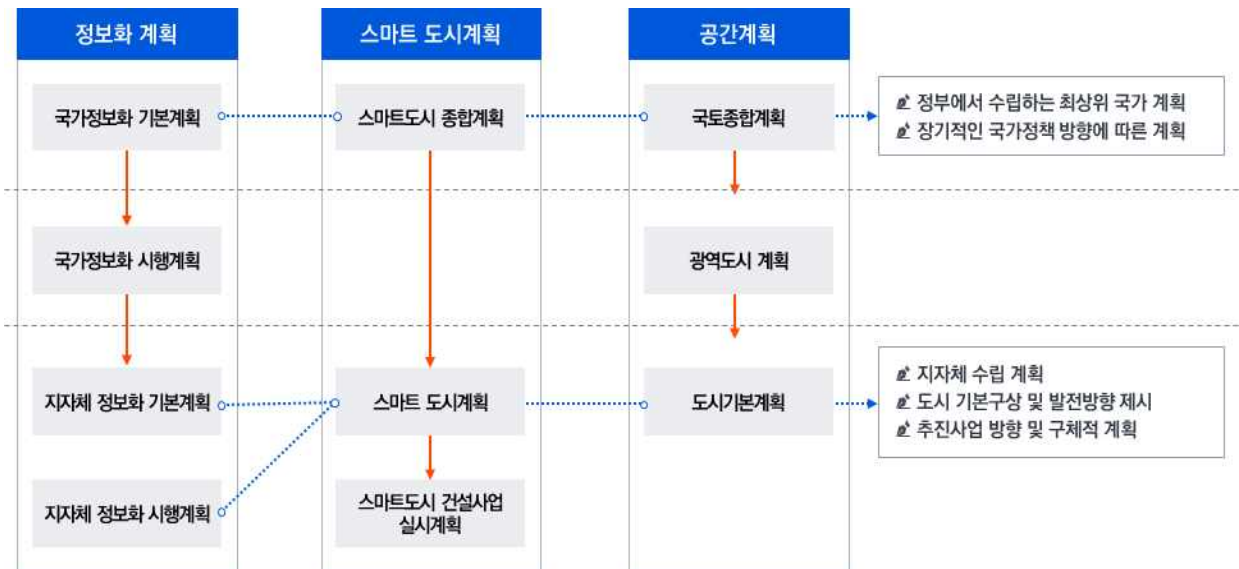 정보화 계획
스마트 도시계획
공간계획
국가정보화 기본계획
스마트도시 종합계획
국토종합계획
정부에서 수립하는 최상위 국가 계획
장기적인 국가정책 방향에 따른 계획
국가정보화 시행계획
광역도시 계획
지자체 정보화 기본계획
스마트 도시계획
도시기본계획
지자체 수립 계획
도시 기본구상 및 발전방향 제시
추진사업 방향 및 구체적 계획
지자체 정보화 시행계획
스마트도시 건설사업
실시계획